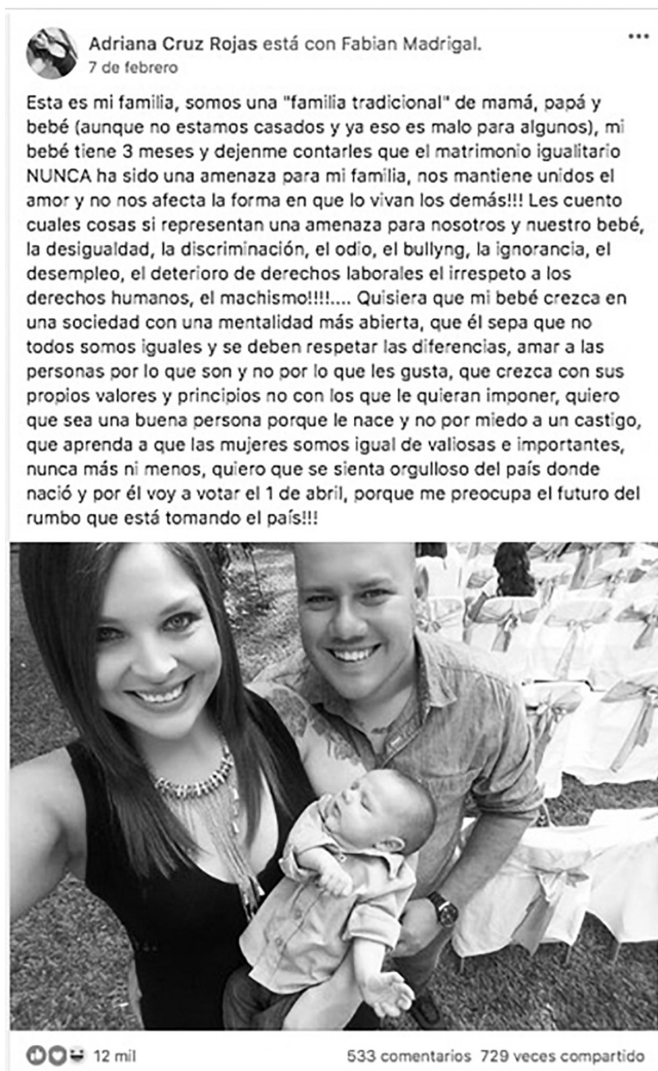 Adriana Cruz Rojas está con Fabian Madrigal.
7 de febrero
Esta es mi familia, somos una "familia tradicional" de mamá, papá y
bebé (aunque no estamos casados y ya eso es malo para algunos), mi
bebé tiene 3 meses y dejenme contarles que el matrimonio igualitario
NUNCA ha sido una amenaza para mi familia, nos mantiene unidos el
amor y no nos afecta la forma en que lo vivan los demás!!! Les cuento
cuales cosas si representan una amenaza para nosotros y nuestro bebé,
la desigualdad, la discriminación, el odio, el bullyng, la ignorancia, el
desempleo, el deterioro de derechos laborales el irrespeto a los
derechos humanos, el machismo!!!!.... Quisiera que mi bebé crezca en
una sociedad con una mentalidad más abierta, que él sepa que no
todos somos iguales y se deben respetar las diferencias, amar a las
personas por lo que son y no por lo que les gusta, que crezca con sus
propios valores y principios no con los que le quieran imponer, quiero
que sea una buena persona porque le nace y no por miedo a un castigo,
que aprenda a que las mujeres somos igual de valiosas e importantes,
nunca más ni menos, quiero que se sienta orgulloso del país donde
nació y por él voy a votar el 1 de abril, porque me preocupa el futuro del
rumbo que está tomando el país!!!
12 mil 533 comentarios 729 veces compartido